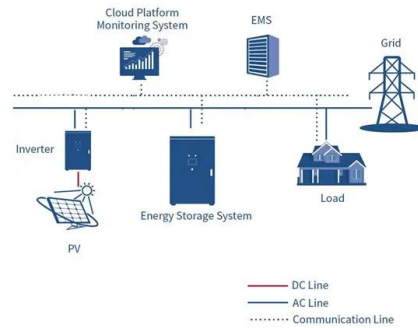 Cloud Platform
Monitoring System
EMS
Grid
Inverter
Energy Storage System
Load
PV
DC Line
AC Line
Communication Line